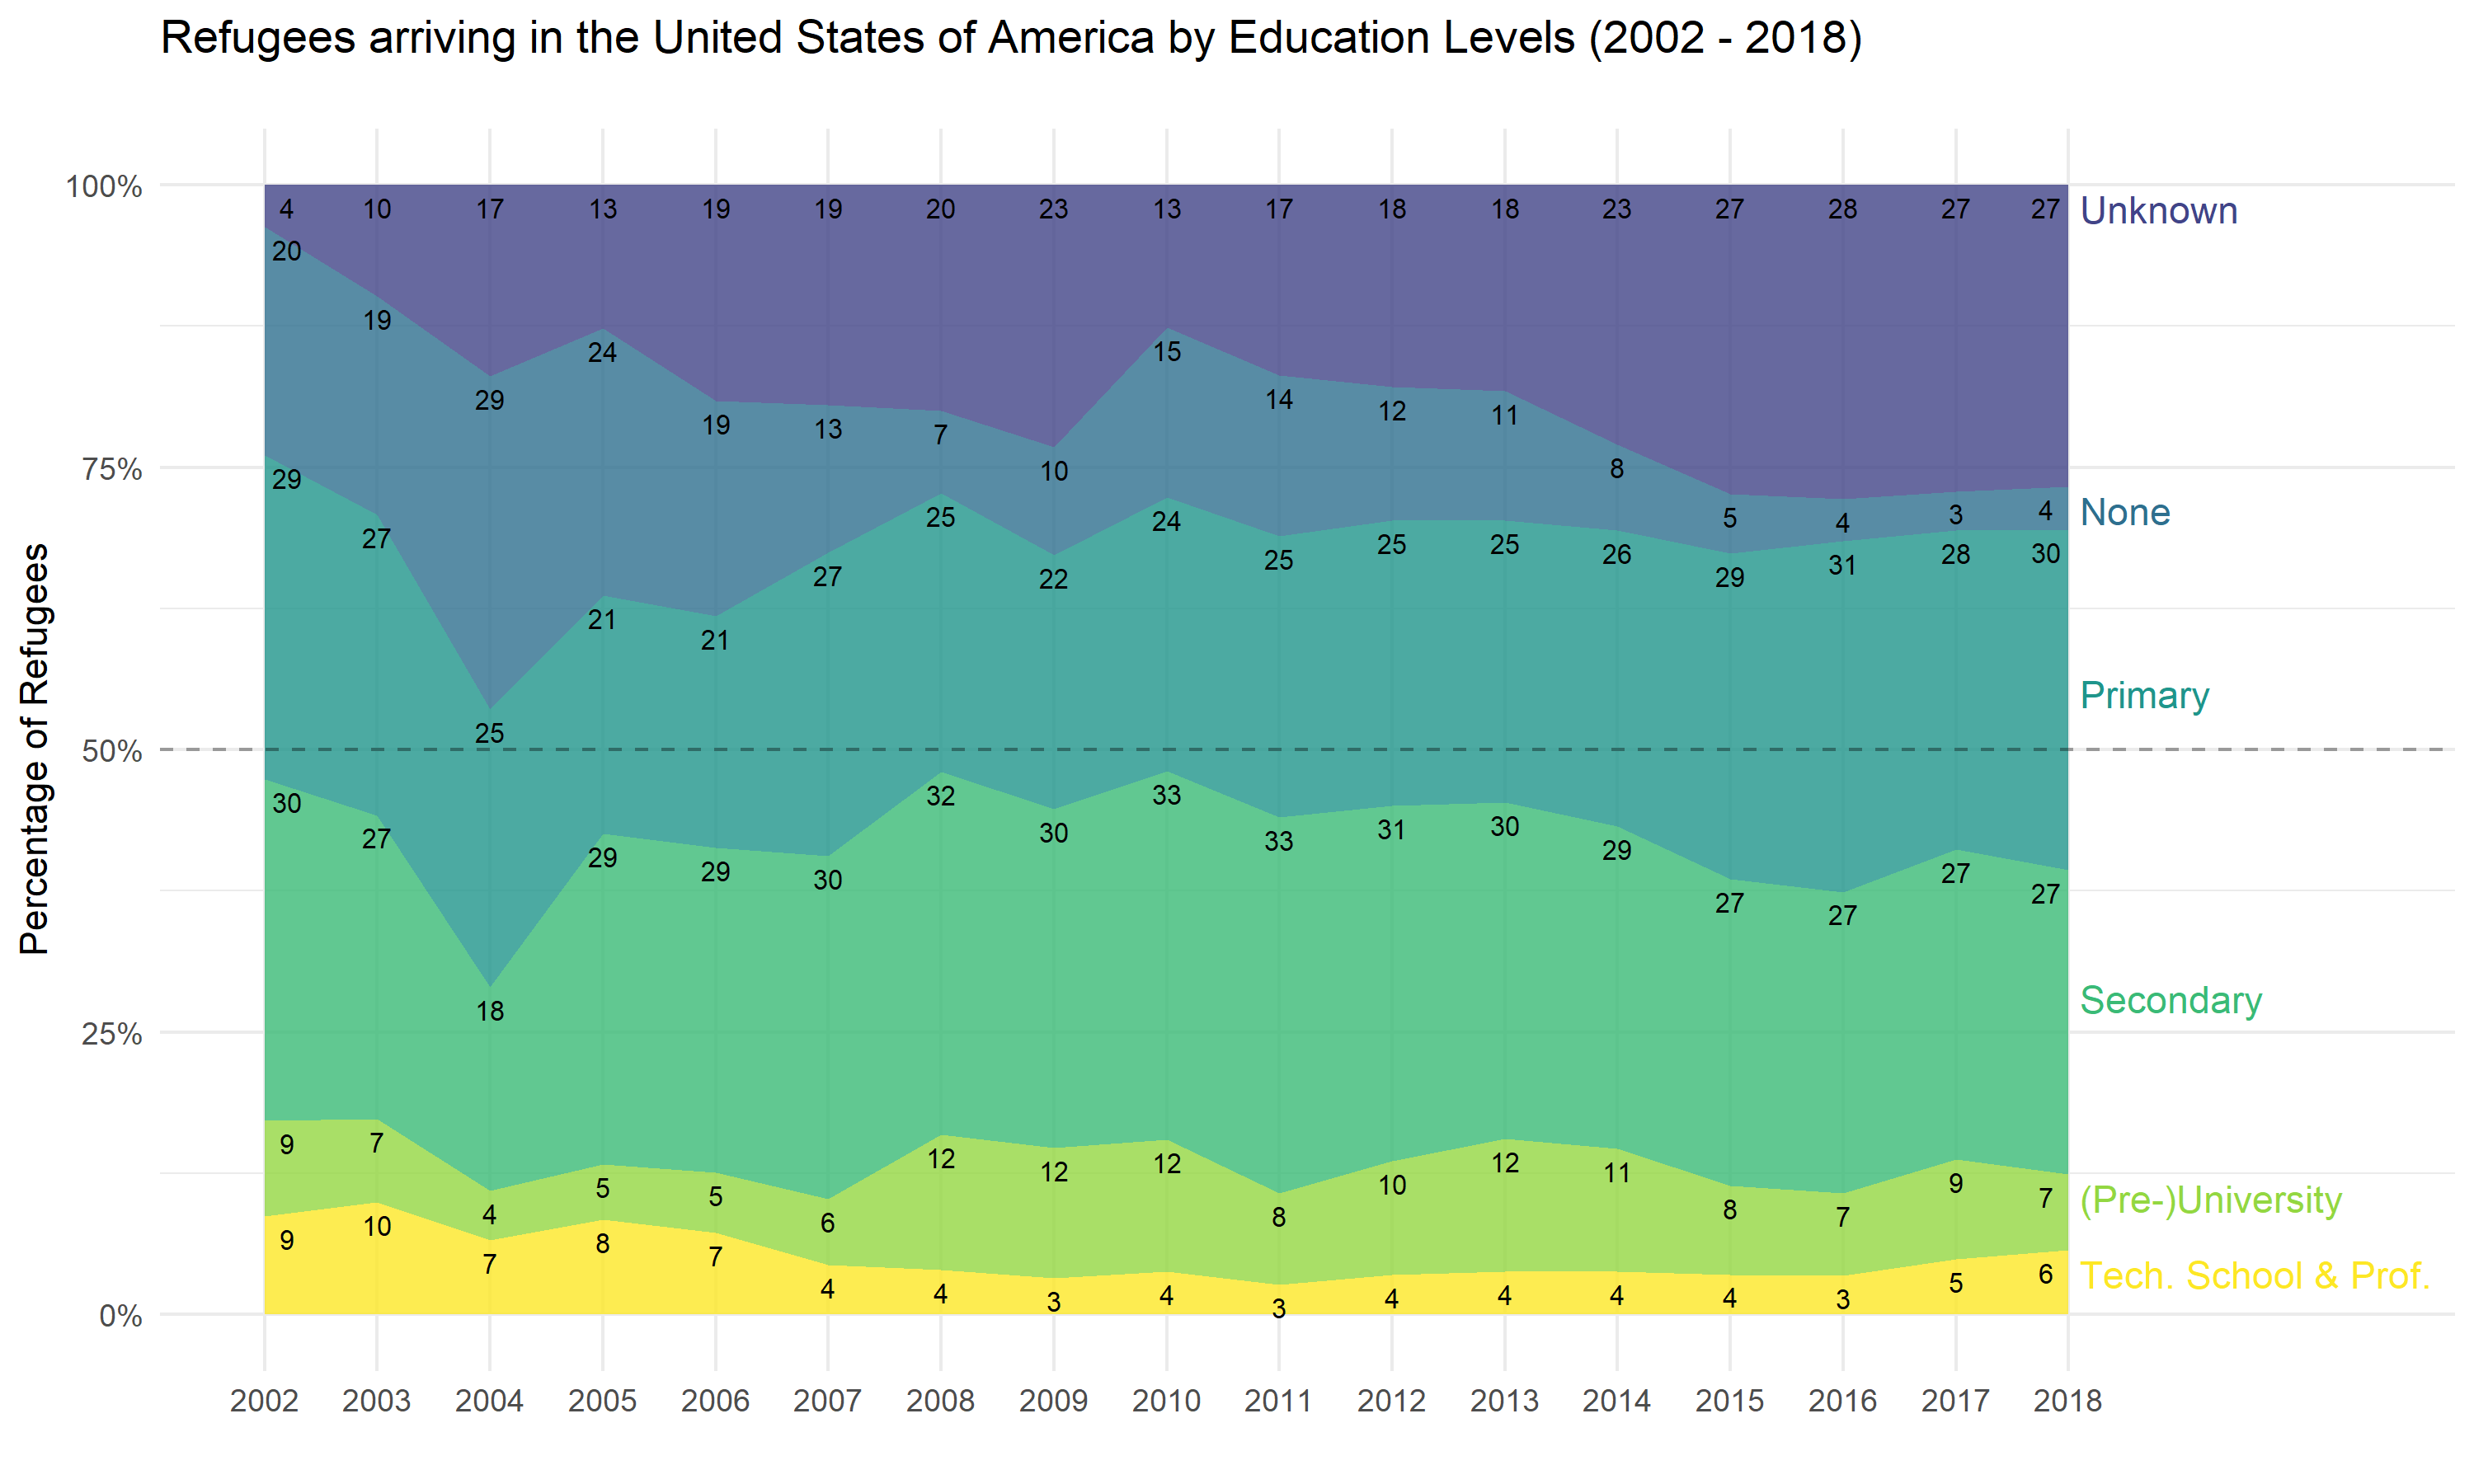 Refugees arriving in the United States of America by Education Levels (2002 - 2018)
Percentage of Refugees
100%
75%
50%
25%
0%
4 10 17 13 19 19 20 23 13 17 18 18 23 27 28 27 27 Unknown
20 19 29 24 19 13 7 10 15 14 12 11 8 5 4 3 4 None
29 27 25 21 21 27 25 22 24 25 25 25 26 29 31 28 30 Primary
30 27 18 29 29 30 32 30 33 33 31 30 29 27 27 27 27 Secondary
9 7 4 5 5 6 12 12 12 8 10 12 11 8 7 9 7 (Pre-)University
9 10 7 8 7 4 4 3 4 3 4 4 4 4 3 5 6 Tech. School & Prof.
2002 2003 2004 2005 2006 2007 2008 2009 2010 2011 2012 2013 2014 2015 2016 2017 2018